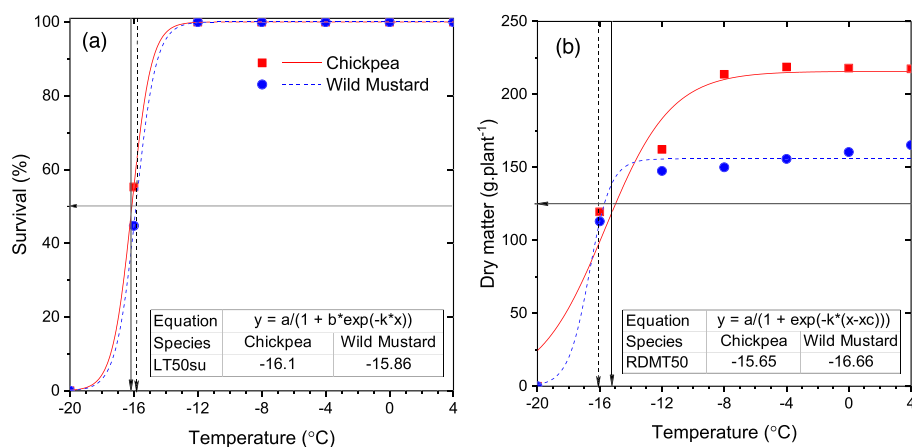 (a)
Chickpea
Wild Mustard
Survival (%)
100
80
60
40
20
0
Equation y = a/(1 + b*exp(-k*x))
Species Chickpea Wild Mustard
LT50su -16.1 -15.86
-20 -16 -12 -8 -4 0 4
Temperature (°C)
(b)
Dry matter (g.plant-1)
250
200
150
100
50
0
Equation y = a/(1 + exp(-k*(x-xc)))
Species Chickpea Wild Mustard
RDMT50 -15.65 -16.66
-20 -16 -12 -8 -4 0 4
Temperature (°C)